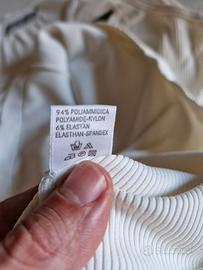 94% POLIAMMIDICA
POLYAMIDE-NYLON
6% ELASTAN
ELASTHAN-SPANDEX